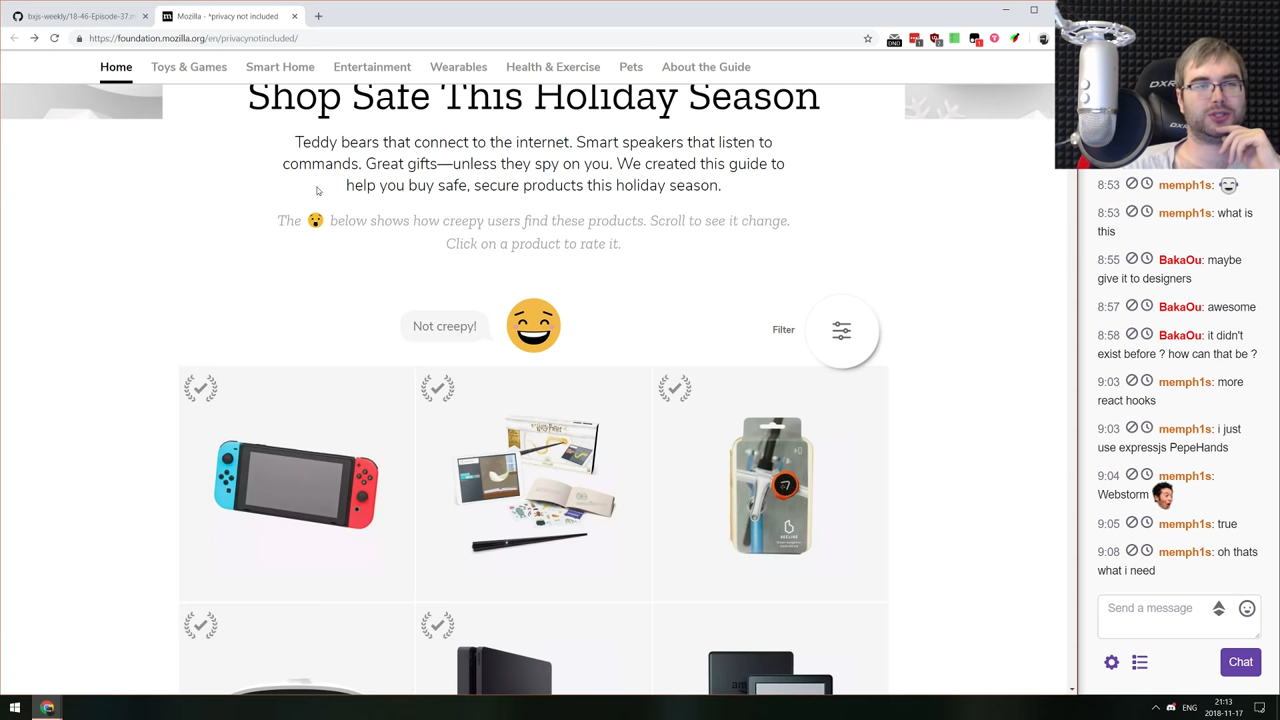 bxjs-weekly/18-46-Episode-37.m
Mozilla - *privacy not included
https://foundation.mozilla.org/en/privacynotincluded/
Home Toys & Games Smart Home Entertainment Wearables Health & Exercise Pets About the Guide
Shop Safe This Holiday Season
Teddy bears that connect to the internet. Smart speakers that listen to
commands. Great gifts—unless they spy on you. We created this guide to
help you buy safe, secure products this holiday season.
The 😮 below shows how creepy users find these products. Scroll to see it change.
Click on a product to rate it.
Not creepy!
Filter
DXR
8:53 memph1s:
8:53 memph1s: what is
this
8:55 BakaOu: maybe
give it to designers
8:57 BakaOu: awesome
8:58 BakaOu: it didn't
exist before ? how can that be ?
9:03 memph1s: more
react hooks
9:03 memph1s: i just
use expressjs PepeHands
9:04 memph1s:
Webstorm
9:05 memph1s: true
9:08 memph1s: oh thats
what i need
Send a message
Chat
ENG
21:13
2018-11-17